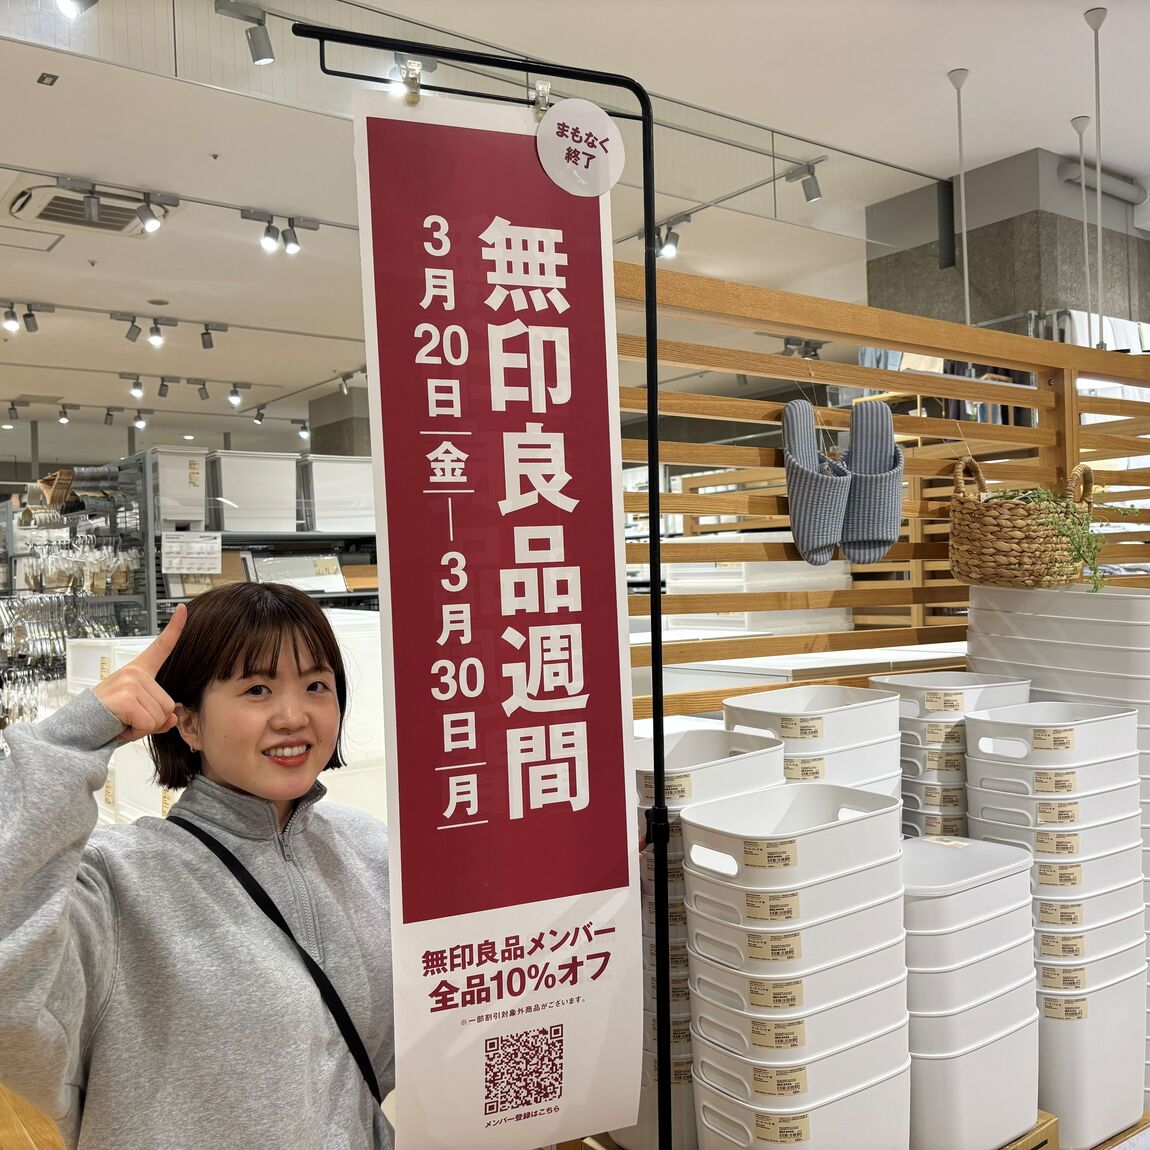 まもなく
終了
無印良品週間
3月20日金―3月30日月
無印良品メンバー
全品10%オフ
※一部割引対象外商品がございます。
メンバー登録はこちら